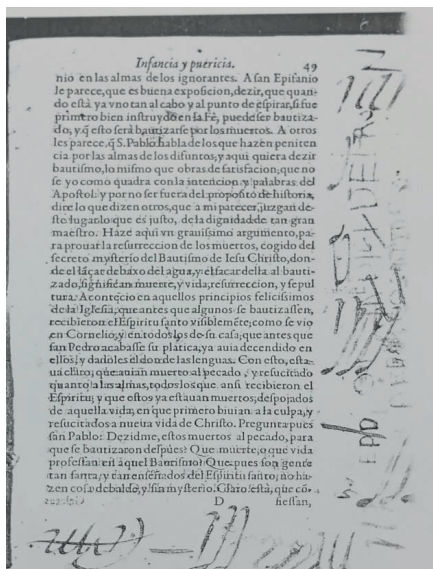 Infancia y puericia. 49
nio en las almas de los ignorantes. A san Epifanio
le parece, que es buena exposicion, dezir, que quan-
do està ya vno tan al cabo y al punto de espirar, si fue
primero bien instruydo en la Fè, puede ser bautiza-
do, y q̃ esto serà bautizarse por los muertos. A otros
les parece, q̃ S. Pablo habla de los que hazen peniten
cia por las almas de los difuntos; y aqui quiera dezir
bautismo, lo mismo que obras de satisfacion; que no
se yo como quadra con la intencion, y palabras del
Apostol: y por no ser fuera del proposito de historia,
dire lo que dizen otros, que a mi parecer, juzgan de-
ste lugar lo que es justo, de la dignidad de tan gran
maestro. Haze aqui vn grauissimo argumento, pa-
ra prouar la resurreccion de los muertos, cogido del
secreto mysterio del Bautismo de Iesu Christo, don-
de el lãçar debaxo del agua, y el sacar della al bauti-
zado, significan muerte, y vida, resurreccion, y sepul
tura. Acontecio en aquellos principios felicissimos
de la Iglesia, que antes que algunos se bautizassen,
recibieron el Espiritu santo visiblemẽte; como se vio
en Cornelio, y en todos los de su casa; que antes que
san Pedro acabasse su platica, ya auia decendido en
ellos, y dadoles el don de las lenguas. Con esto, esta-
ua claro, que auian muerto al pecado, y resucitado
quanto a las almas, todos los que ansi recibieron el
Espiritu; y que estos ya estauan muertos, despojados
de aquella vida, en que primero biuian a la culpa, y
resucitados a nueua vida de Christo. Pregunta pues
san Pablo: Dezidme, estos muertos al pecado, para
que se bautizaron despues? Que muerte, o que vida
professan en aquel Bautismo? Que pues son gente
tan santa, y tan enseñados del Espiritu santo; no ha-
zen cosa de balde, y sin mysterio. Claro està, que cõ-
D fiessan,